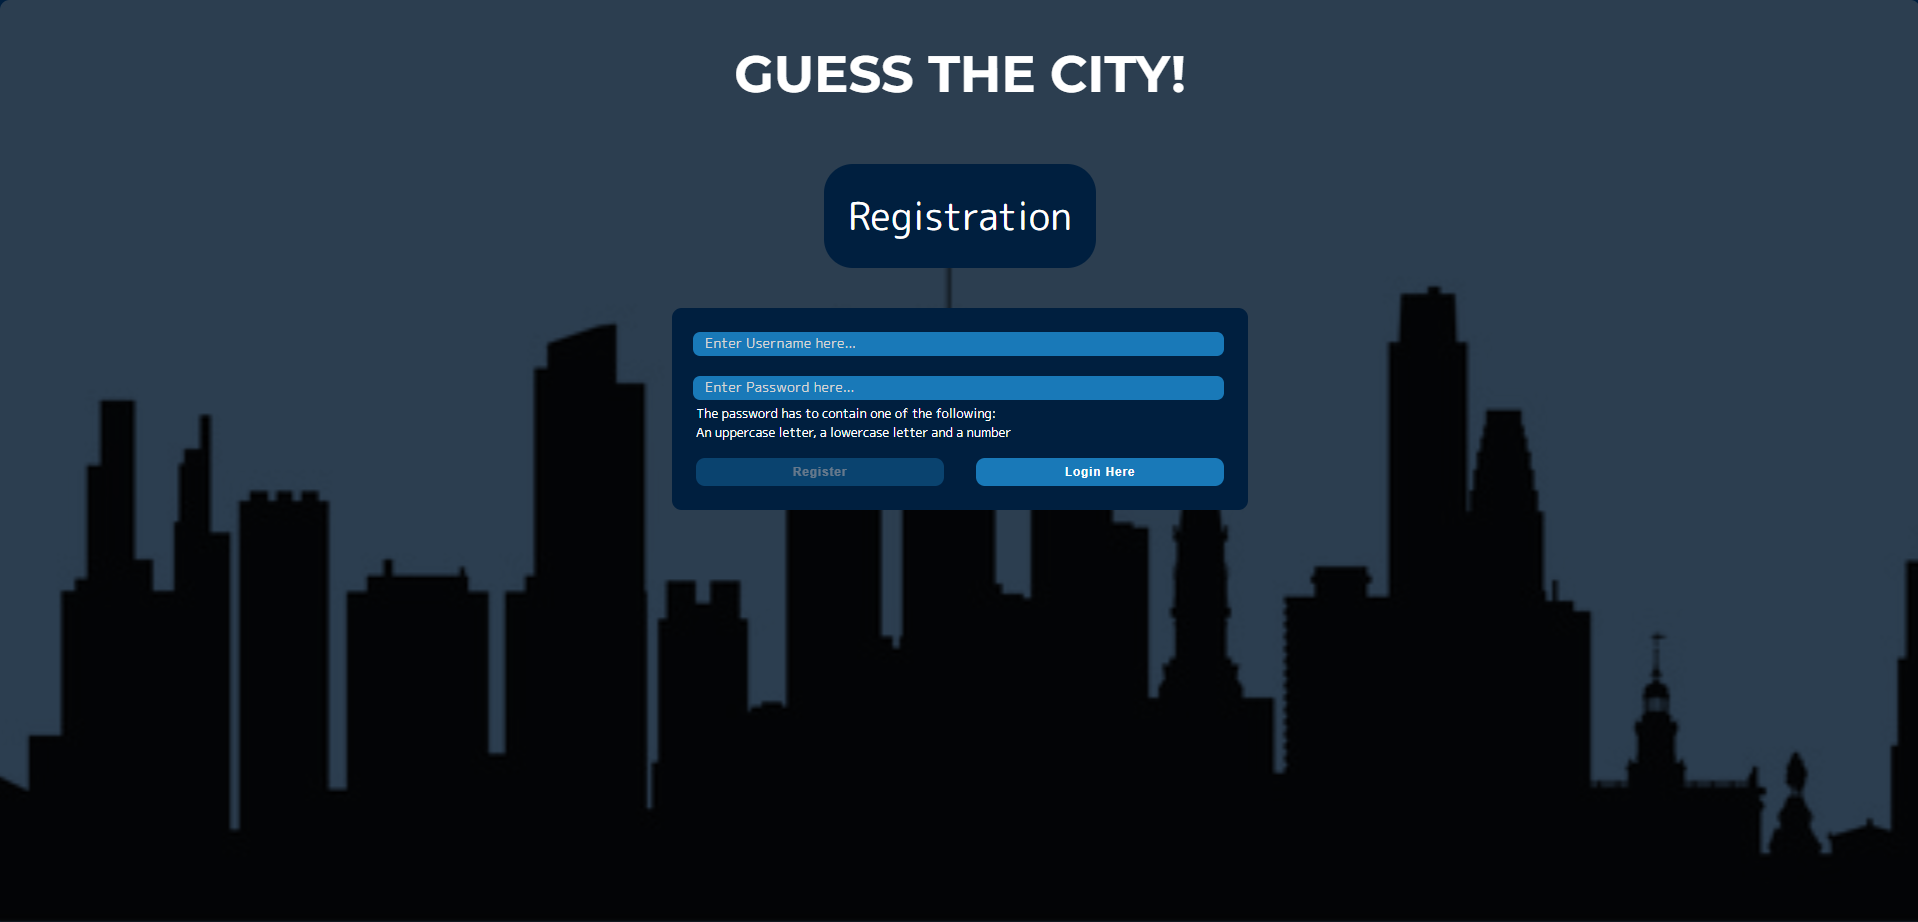 GUESS THE CITY!
Registration
Enter Username here...
Enter Password here...
The password has to contain one of the following:
An uppercase letter, a lowercase letter and a number
Register
Login Here